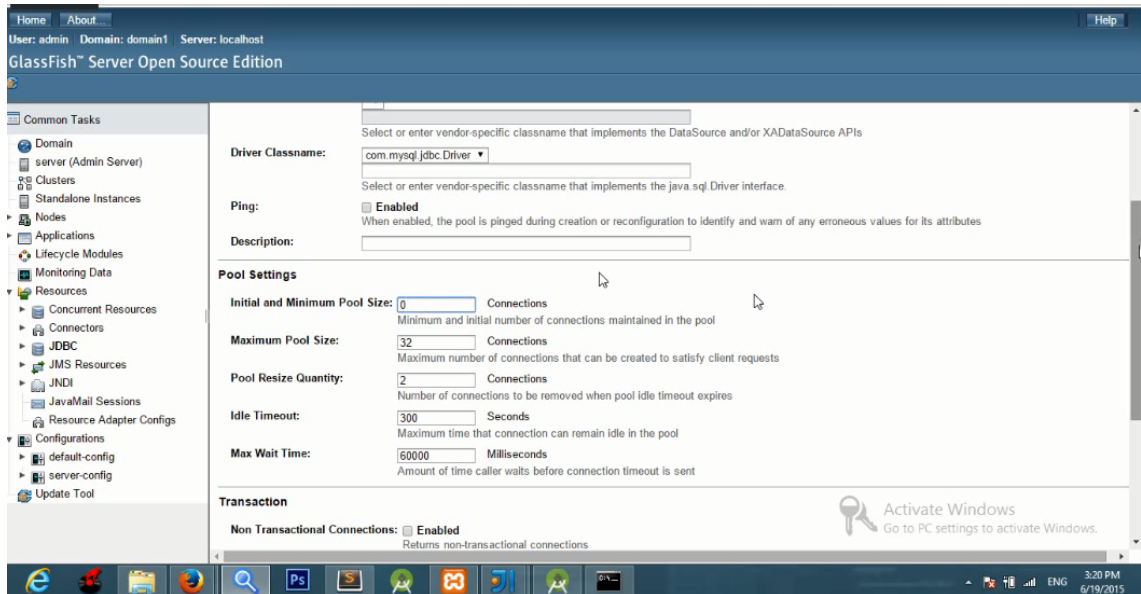 Home About... Help
User: admin Domain: domain1 Server: localhost
GlassFish™ Server Open Source Edition
Common Tasks
Domain
server (Admin Server)
Clusters
Standalone Instances
Nodes
Applications
Lifecycle Modules
Monitoring Data
Resources
Concurrent Resources
Connectors
JDBC
JMS Resources
JNDI
JavaMail Sessions
Resource Adapter Configs
Configurations
default-config
server-config
Update Tool
Select or enter vendor-specific classname that implements the DataSource and/or XADataSource APIs
Driver Classname: com.mysql.jdbc.Driver
Select or enter vendor-specific classname that implements the java.sql.Driver interface.
Ping: Enabled
When enabled, the pool is pinged during creation or reconfiguration to identify and warn of any erroneous values for its attributes
Description:
Pool Settings
Initial and Minimum Pool Size: 0 Connections
Minimum and initial number of connections maintained in the pool
Maximum Pool Size: 32 Connections
Maximum number of connections that can be created to satisfy client requests
Pool Resize Quantity: 2 Connections
Number of connections to be removed when pool idle timeout expires
Idle Timeout: 300 Seconds
Maximum time that connection can remain idle in the pool
Max Wait Time: 60000 Milliseconds
Amount of time caller waits before connection timeout is sent
Transaction
Non Transactional Connections: Enabled
Returns non-transactional connections
Activate Windows
Go to PC settings to activate Windows.
Ps
ENG
3:20 PM
6/19/2015